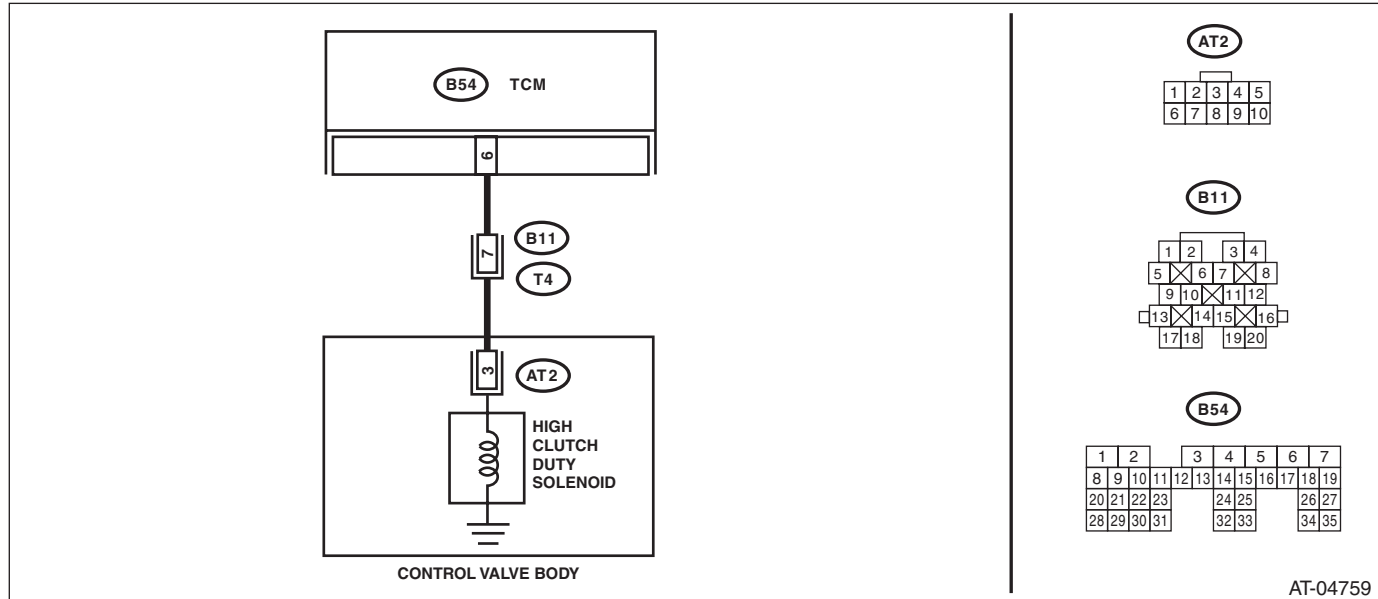 B54 TCM
6
7
B11
T4
3
AT2
HIGH
CLUTCH
DUTY
SOLENOID
CONTROL VALVE BODY
AT2
1 2 3 4 5
6 7 8 9 10
B11
1 2 3 4
5 6 7 8
9 10 11 12
13 14 15 16
17 18 19 20
B54
1 2 3 4 5 6 7
8 9 10 11 12 13 14 15 16 17 18 19
20 21 22 23 24 25 26 27
28 29 30 31 32 33 34 35
AT-04759